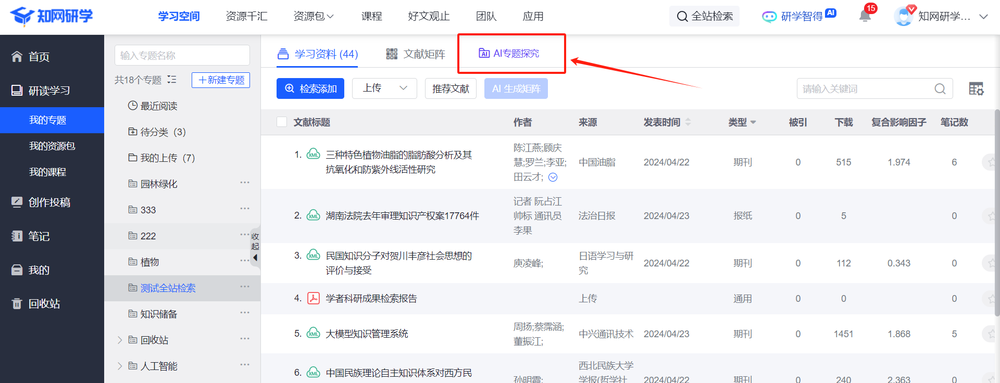 知网研学
学习空间
资源千汇
资源包
课程
好文观止
团队
应用
全站检索
研学智得 AI
15
知网研学...
首页
研读学习
我的专题
我的资源包
我的课程
创作投稿
笔记
我的
回收站
输入专题名称
共18个专题
+新建专题
最近阅读
待分类（3）
我的上传（7）
园林绿化
333
222
植物
测试全站检索
知识储备
回收站
人工智能
收起
学习资料 (44)
文献矩阵
AI专题探究
检索添加
上传
推荐文献
AI 生成矩阵
请输入关键词
文献标题 作者 来源 发表时间 类型 被引 下载 复合影响因子 笔记数
1. XML 三种特色植物油脂的脂肪酸分析及其
抗氧化和防紫外线活性研究
陈江燕;顾庆
慧;罗兰;李亚;
田云才;
中国油脂 2024/04/22 期刊 0 515 1.974 6
2. XML 湖南法院去年审理知识产权案17764件
记者 阮占江
帅标 通讯员
李果
法治日报 2024/04/23 报纸 0 5 0
3. XML 民国知识分子对贺川丰彦社会思想的
评价与接受
庾凌峰;
日语学习与研
究
2024/04/22 期刊 0 112 0.343 0
4. 学者科研成果检索报告 上传 通用 0 0 0
5. XML 大模型知识管理系统
周扬;蔡霈涵;
董振江;
中兴通讯技术 2024/04/23 期刊 0 1451 1.868 5
6. XML 中国民族理论自主知识体系对西方民
孙明霞;
西北民族大学
学报(哲学社
2024/04/22 期刊 0 240 2.363 0